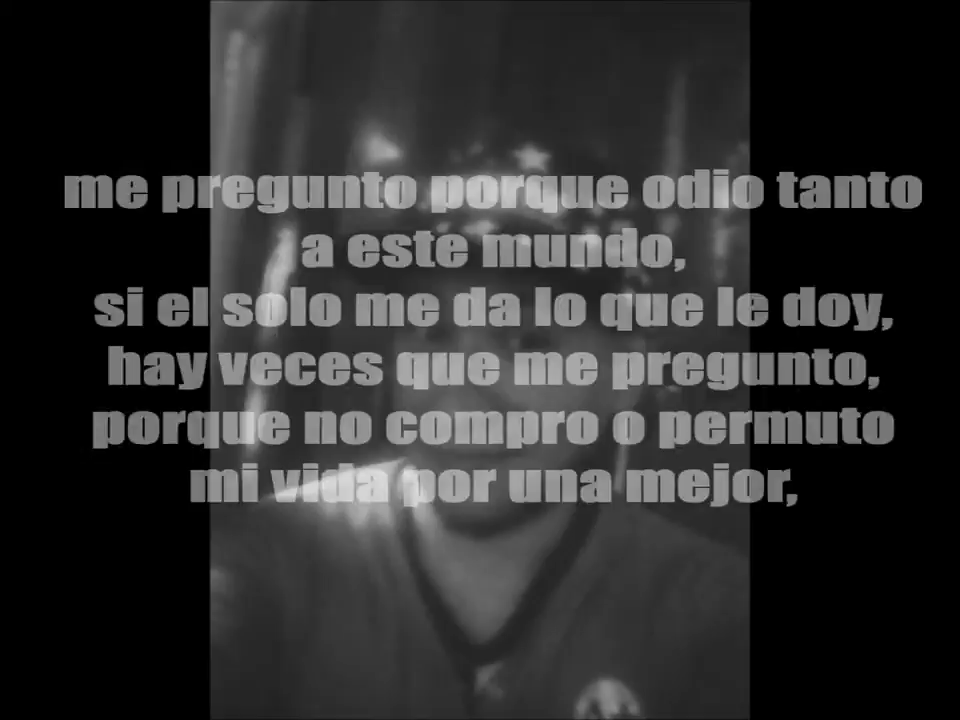 me pregunto porque odio tanto
a este mundo,
si el solo me da lo que le doy,
hay veces que me pregunto,
porque no compro o permuto
mi vida por una mejor,